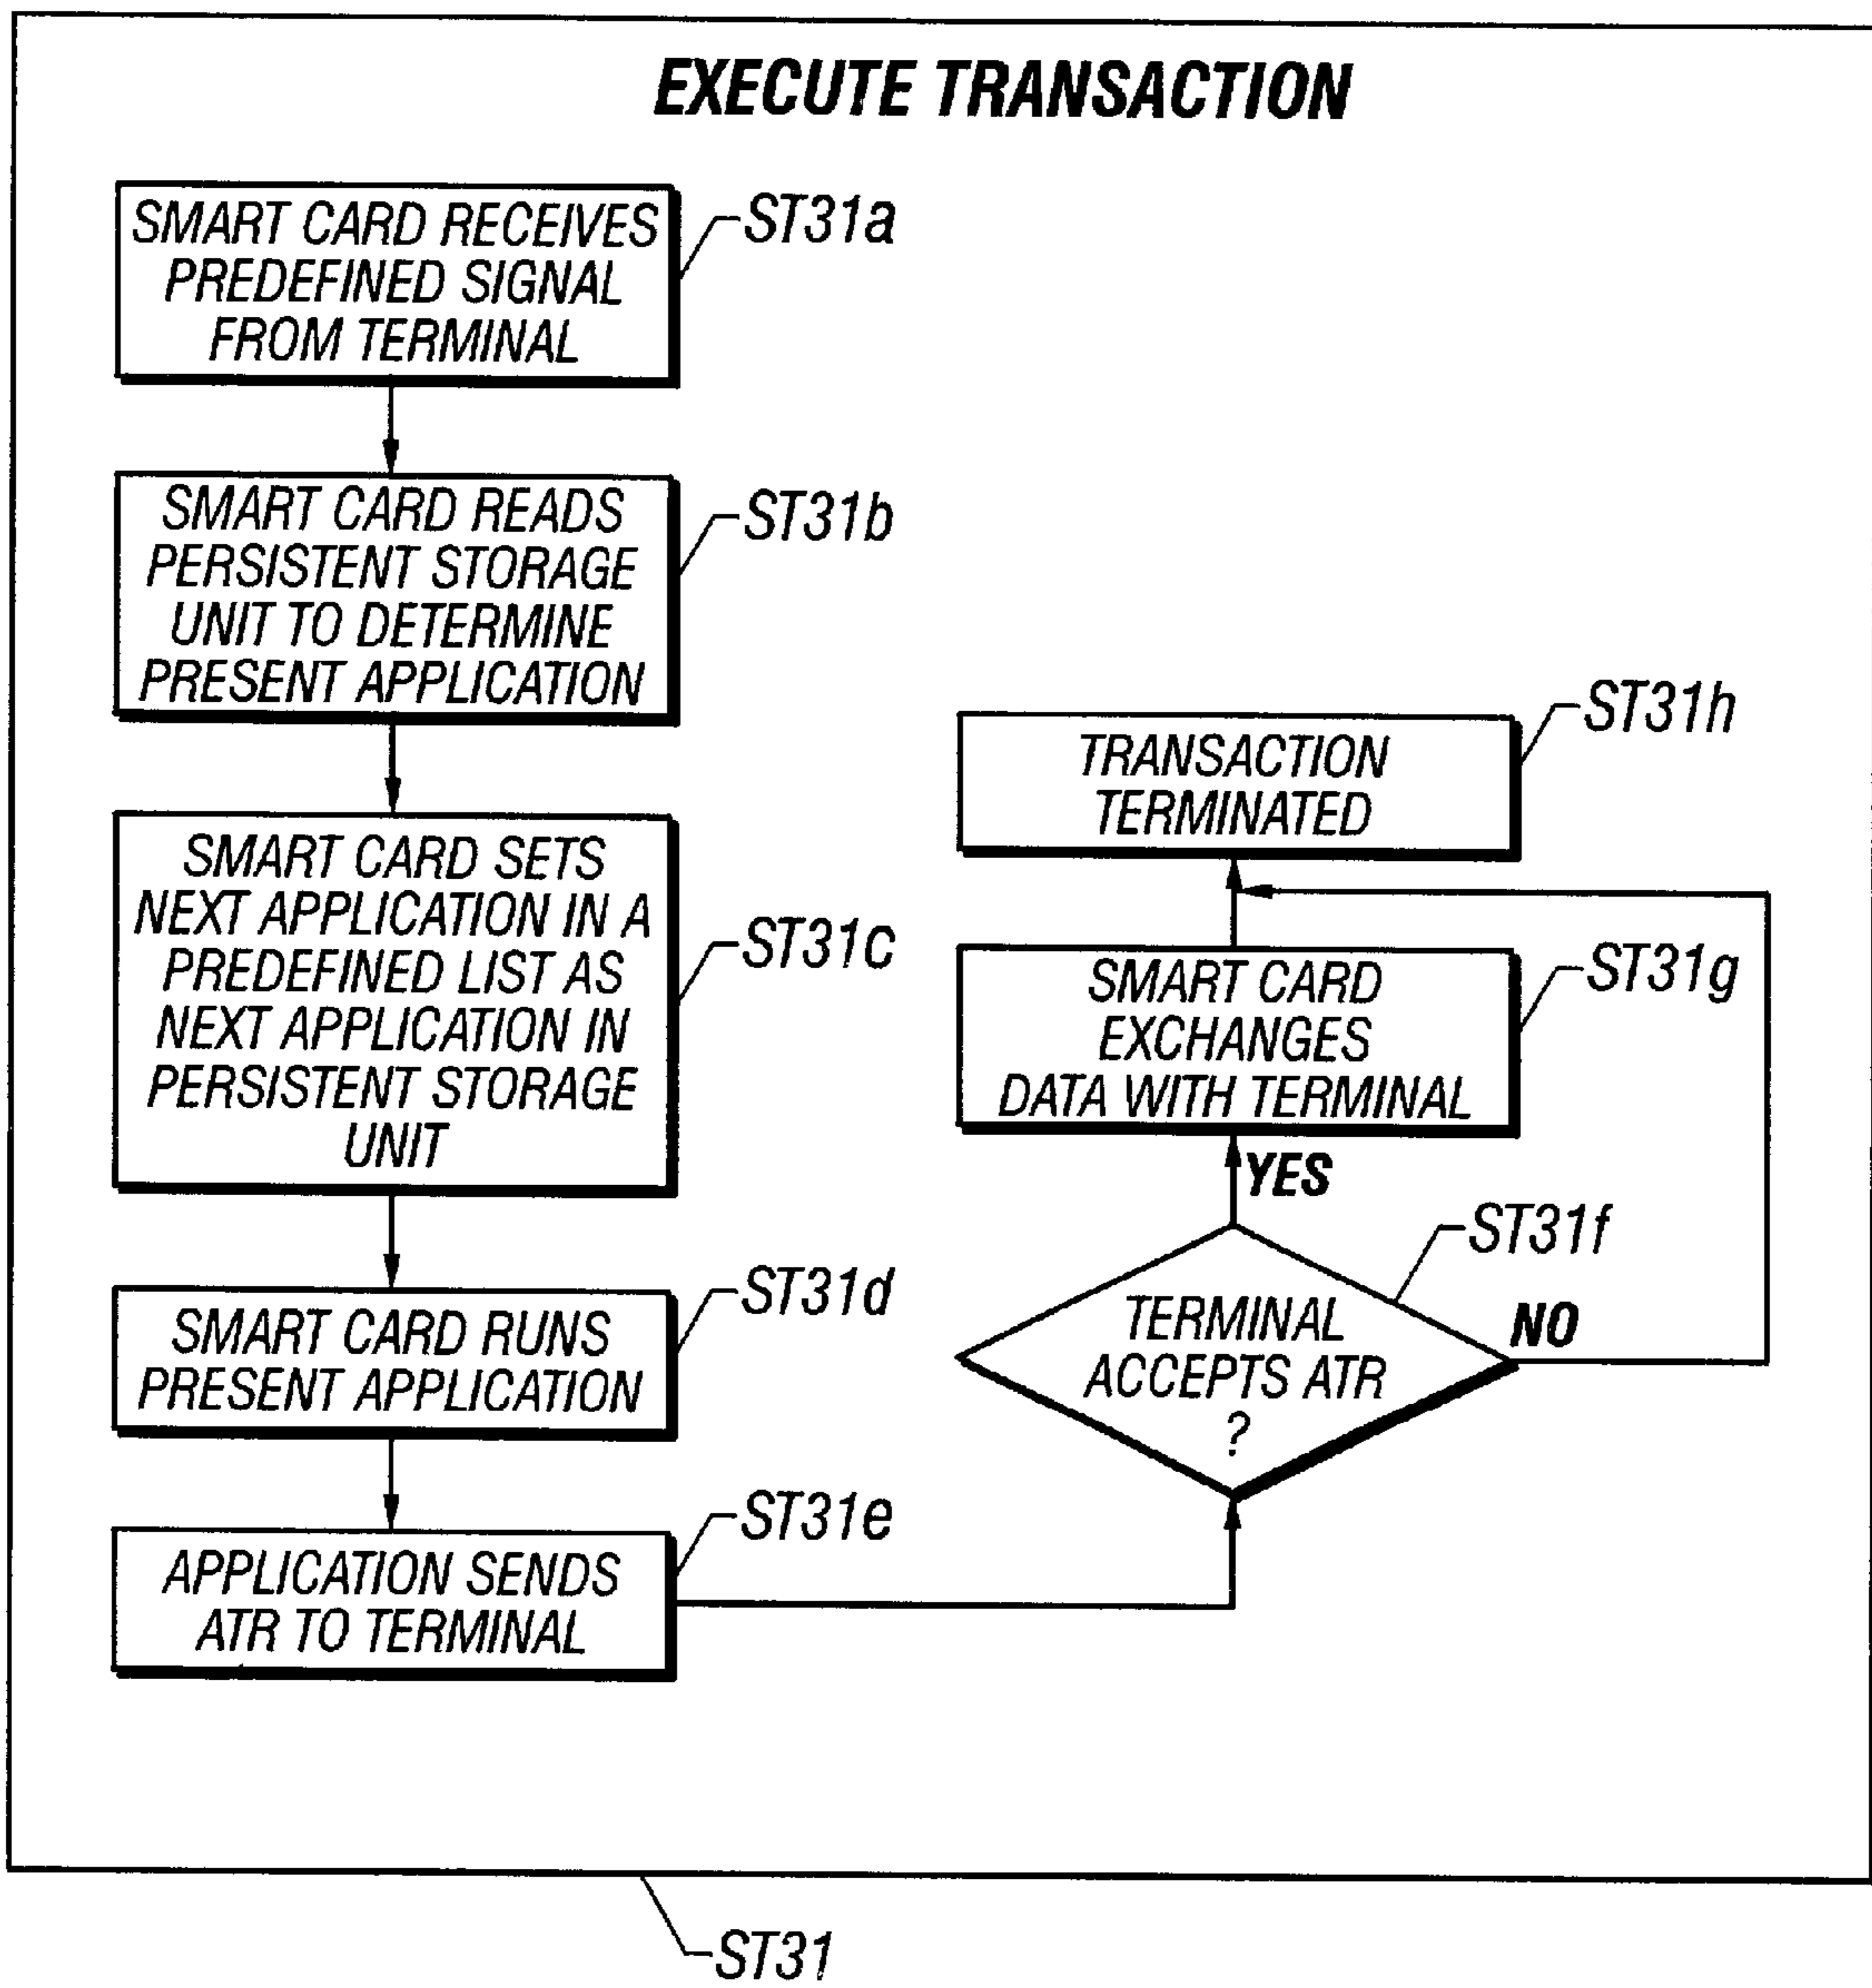 EXECUTE TRANSACTION
SMART CARD RECEIVES
PREDEFINED SIGNAL
FROM TERMINAL
ST31a
SMART CARD READS
PERSISTENT STORAGE
UNIT TO DETERMINE
PRESENT APPLICATION
ST31b
SMART CARD SETS
NEXT APPLICATION IN A
PREDEFINED LIST AS
NEXT APPLICATION IN
PERSISTENT STORAGE
UNIT
ST31c
SMART CARD RUNS
PRESENT APPLICATION
ST31d
APPLICATION SENDS
ATR TO TERMINAL
ST31e
TERMINAL
ACCEPTS ATR
?
ST31f
NO
YES
SMART CARD
EXCHANGES
DATA WITH TERMINAL
ST31g
TRANSACTION
TERMINATED
ST31h
ST31